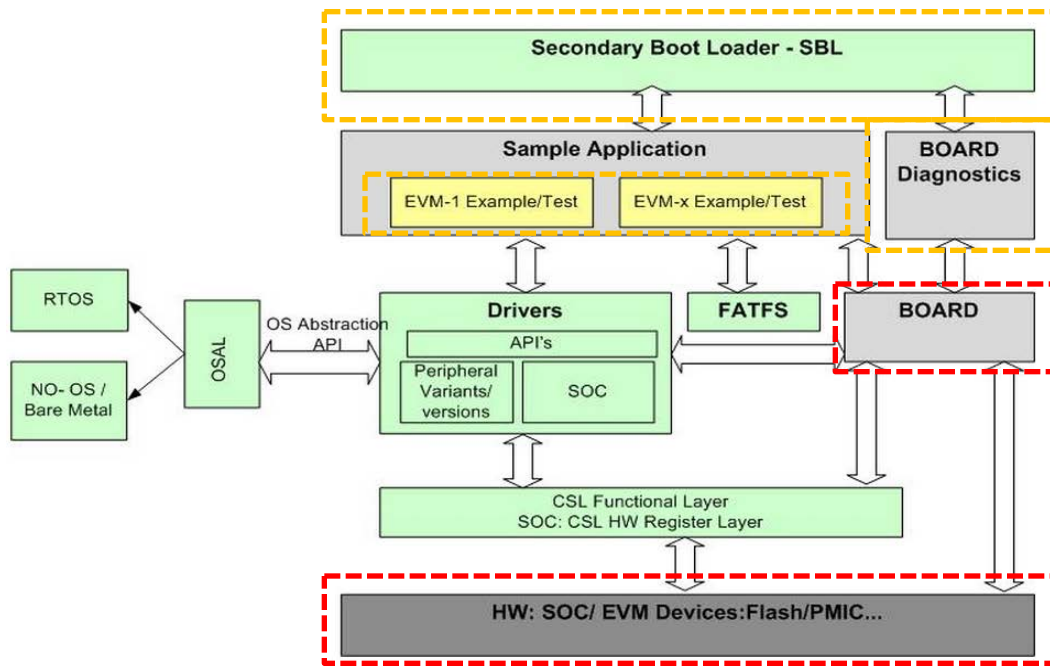 Secondary Boot Loader - SBL
Sample Application
EVM-1 Example/Test
EVM-x Example/Test
BOARD
Diagnostics
RTOS
NO- OS /
Bare Metal
OSAL
OS Abstraction
API
Drivers
API's
Peripheral
Variants/
versions
SOC
FATFS
BOARD
CSL Functional Layer
SOC: CSL HW Register Layer
HW: SOC/ EVM Devices:Flash/PMIC...